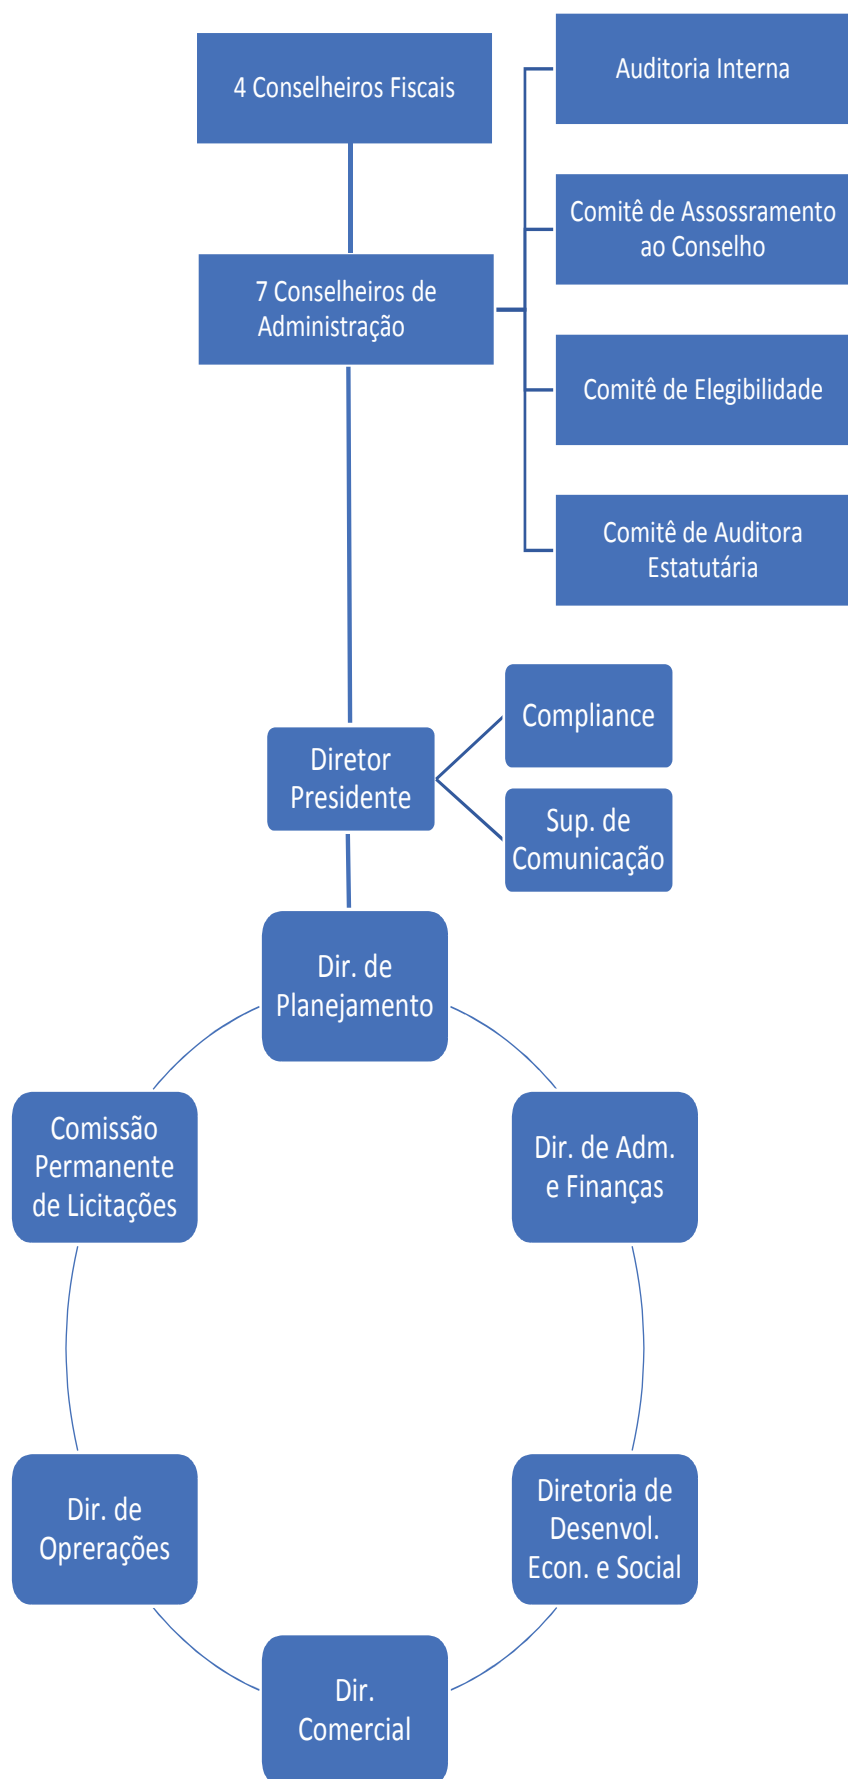 4 Conselheiros Fiscais
Auditoria Interna
Comitê de Assossramento
ao Conselho
7 Conselheiros de
Administração
Comitê de Elegibilidade
Comitê de Auditora
Estatutária
Compliance
Diretor
Presidente
Sup. de
Comunicação
Dir. de
Planejamento
Comissão
Permanente
de Licitações
Dir. de Adm.
e Finanças
Dir. de
Oprerações
Diretoria de
Desenvol.
Econ. e Social
Dir.
Comercial